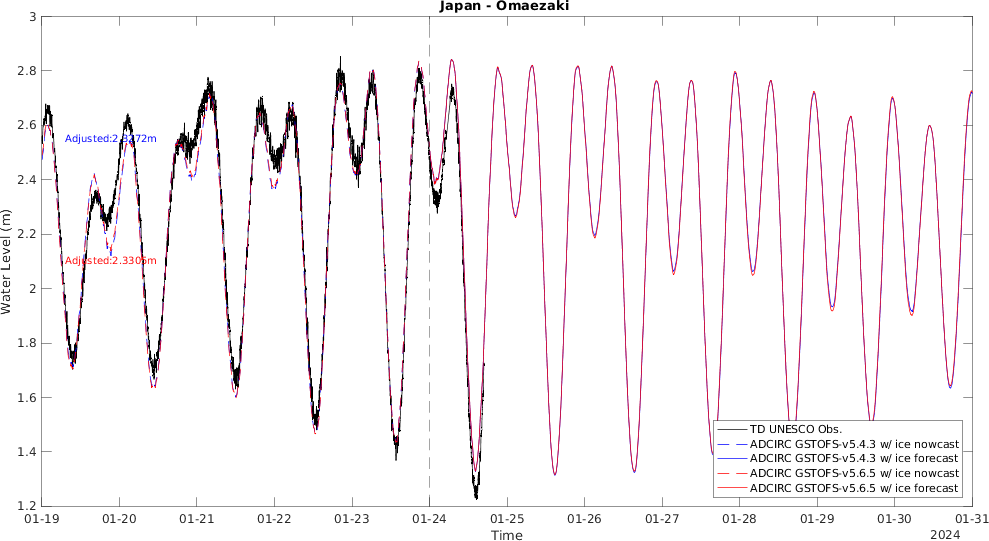 Japan - Omaezaki
3
2.8
2.6
2.4
2.2
2
1.8
1.6
1.4
1.2
Water Level (m)
Adjusted:2.3272m
Adjusted:2.3305m
TD UNESCO Obs.
ADCIRC GSTOFS-v5.4.3 w/ ice nowcast
ADCIRC GSTOFS-v5.4.3 w/ ice forecast
ADCIRC GSTOFS-v5.6.5 w/ ice nowcast
ADCIRC GSTOFS-v5.6.5 w/ ice forecast
01-19 01-20 01-21 01-22 01-23 01-24 01-25 01-26 01-27 01-28 01-29 01-30 01-31
Time
2024